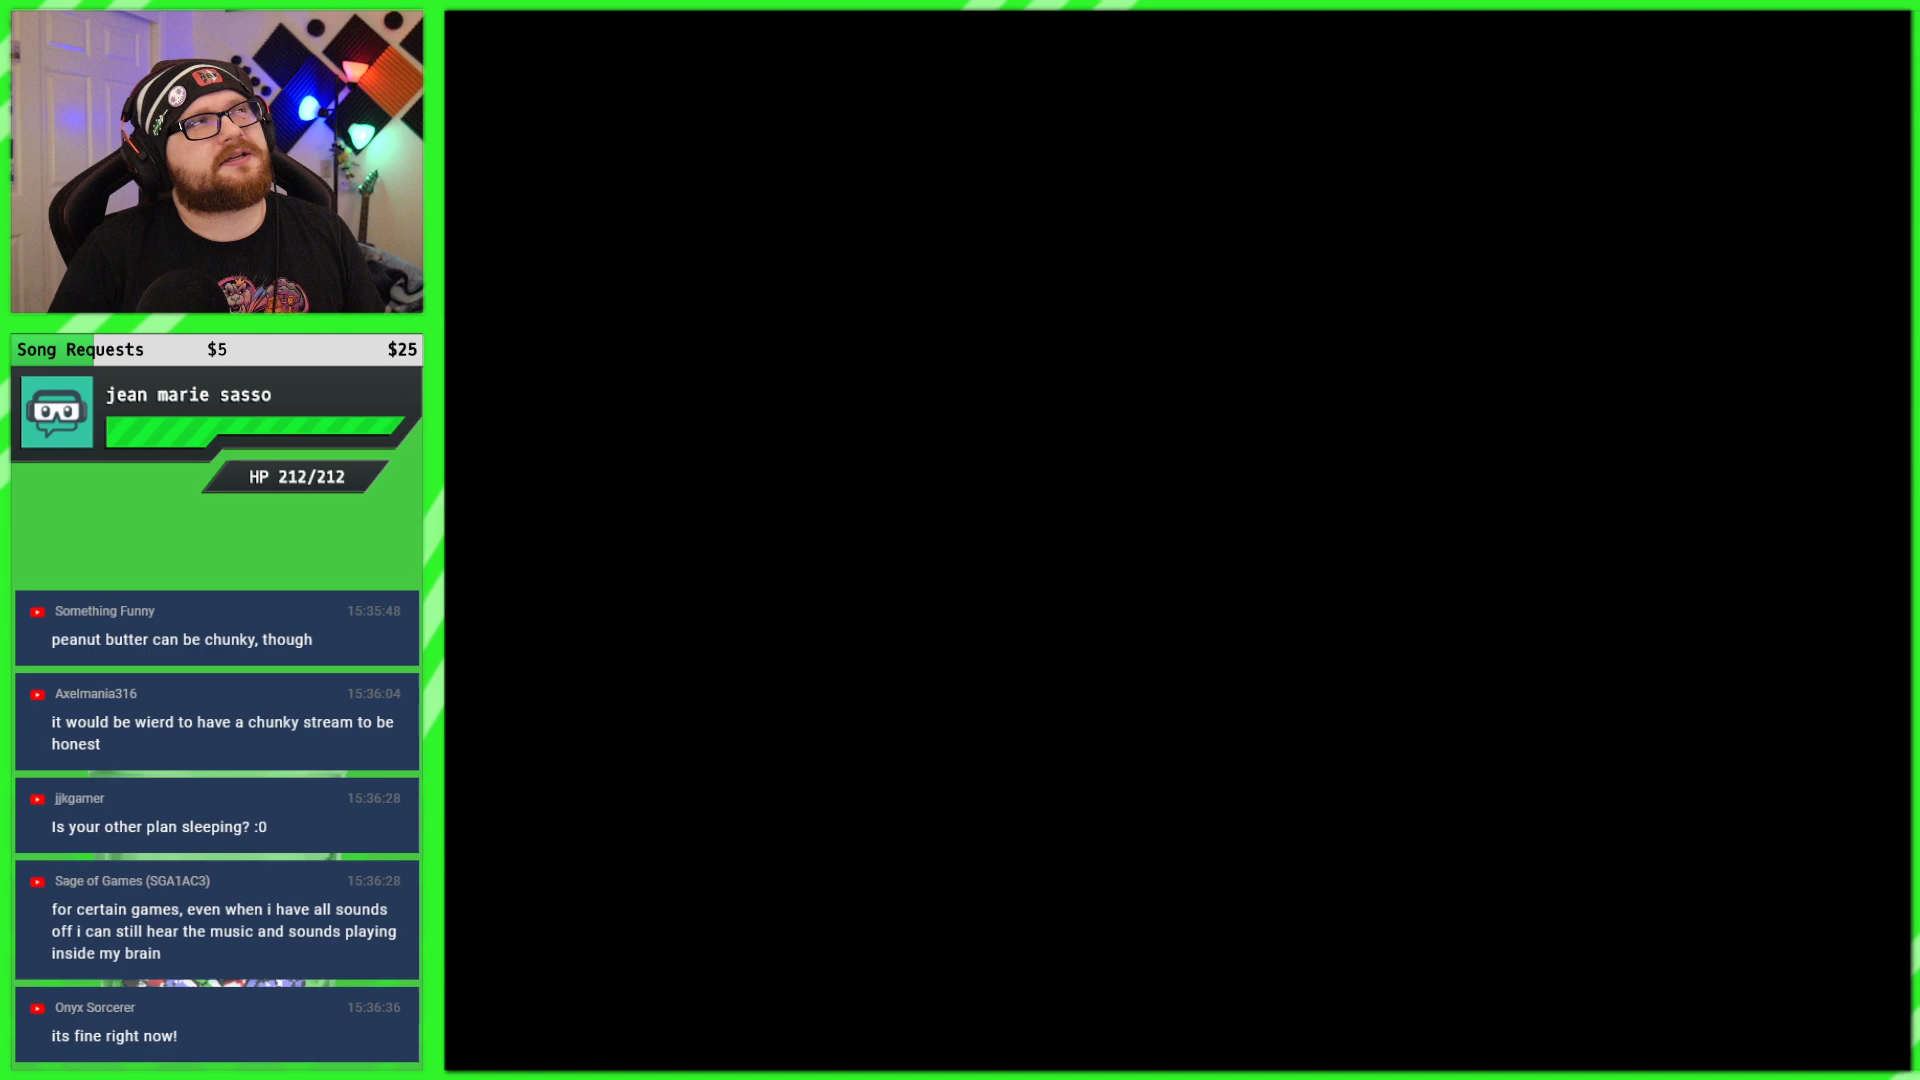 Song Requests $5 $25
jean marie sasso
HP 212/212
Something Funny 15:35:48
peanut butter can be chunky, though
Axelmania316 15:36:04
it would be wierd to have a chunky stream to be
honest
jjkgamer 15:36:28
Is your other plan sleeping? :0
Sage of Games (SGA1AC3) 15:36:28
for certain games, even when i have all sounds
off i can still hear the music and sounds playing
inside my brain
Onyx Sorcerer 15:36:36
its fine right now!